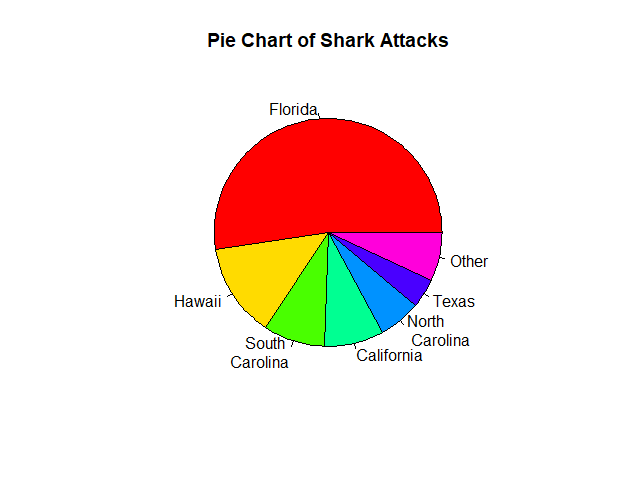 Pie Chart of Shark Attacks
Florida
Hawaii
South
Carolina
California
North
Carolina
Texas
Other